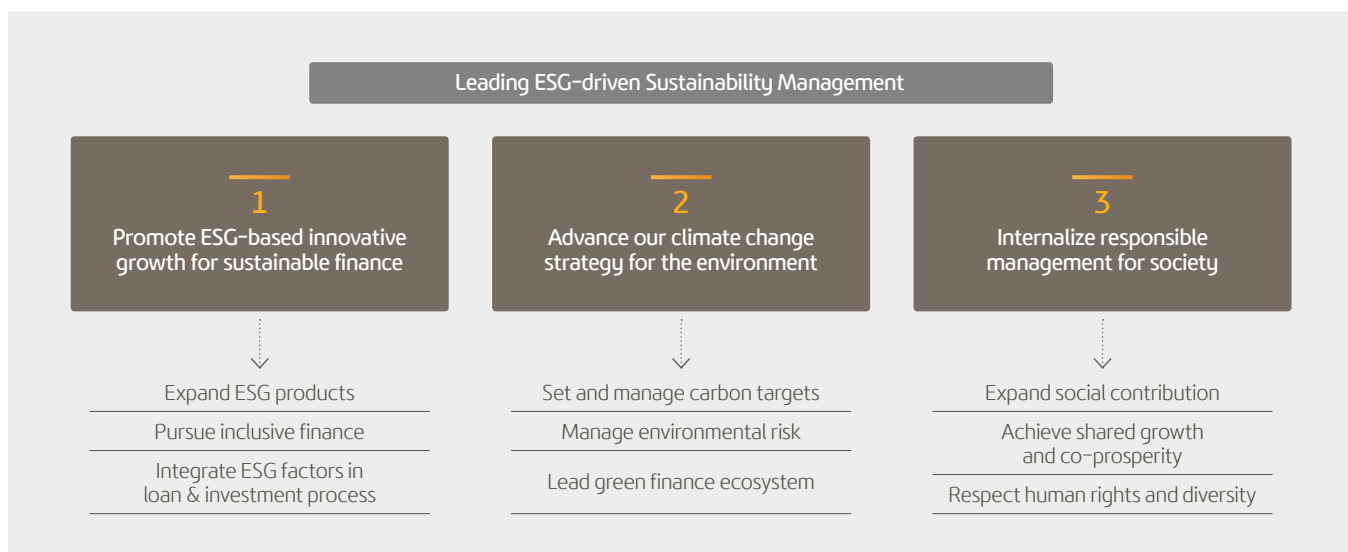 Leading ESG-driven Sustainability Management
1
Promote ESG-based innovative
growth for sustainable finance
Expand ESG products
Pursue inclusive finance
Integrate ESG factors in
loan & investment process
2
Advance our climate change
strategy for the environment
Set and manage carbon targets
Manage environmental risk
Lead green finance ecosystem
3
Internalize responsible
management for society
Expand social contribution
Achieve shared growth
and co-prosperity
Respect human rights and diversity